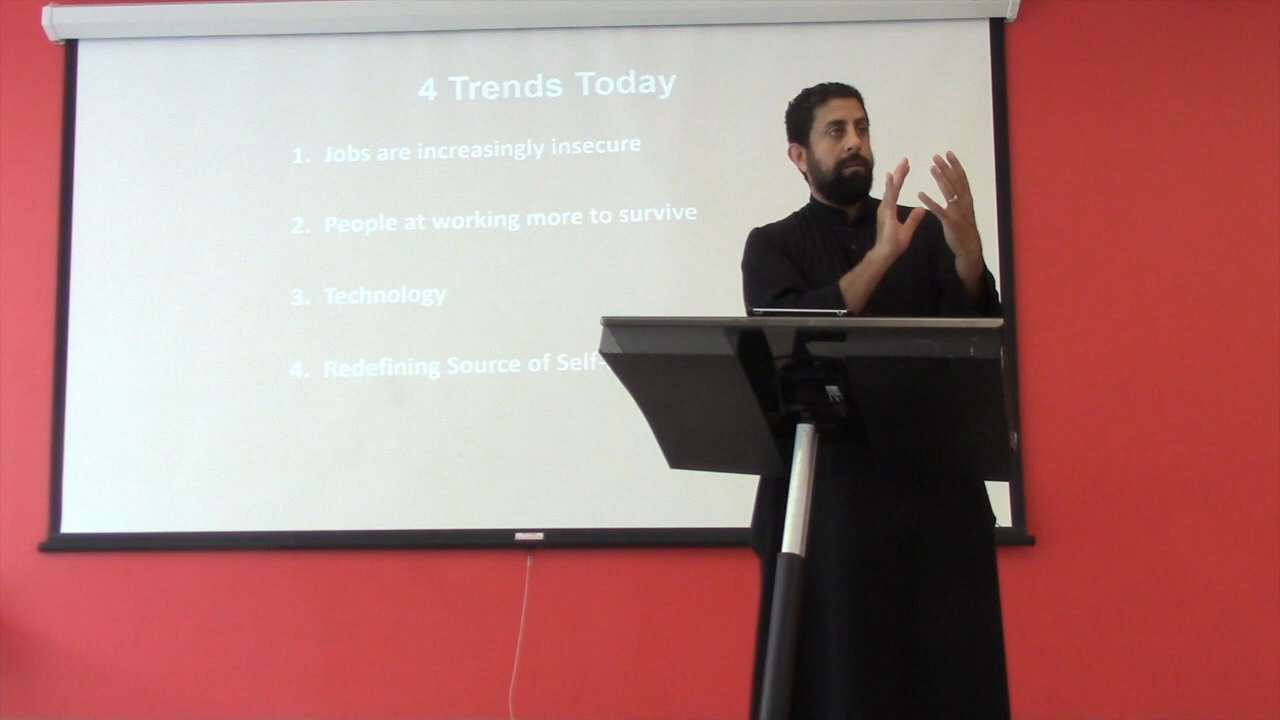 4 Trends Today
1. Jobs are increasingly insecure
2. People at working more to survive
3. Technology
4. Redefining Source of Self-